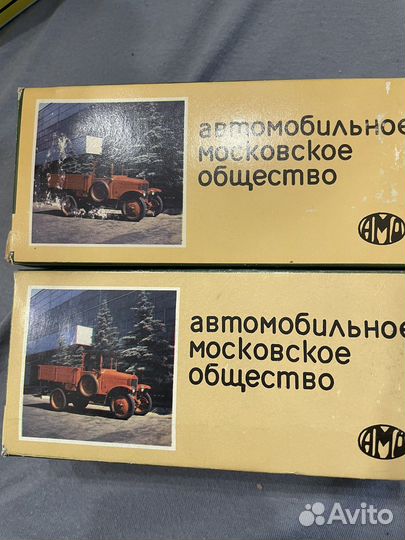 автомобильное
московское
общество
АМО
автомобильное
московское
общество
АМО
Avito